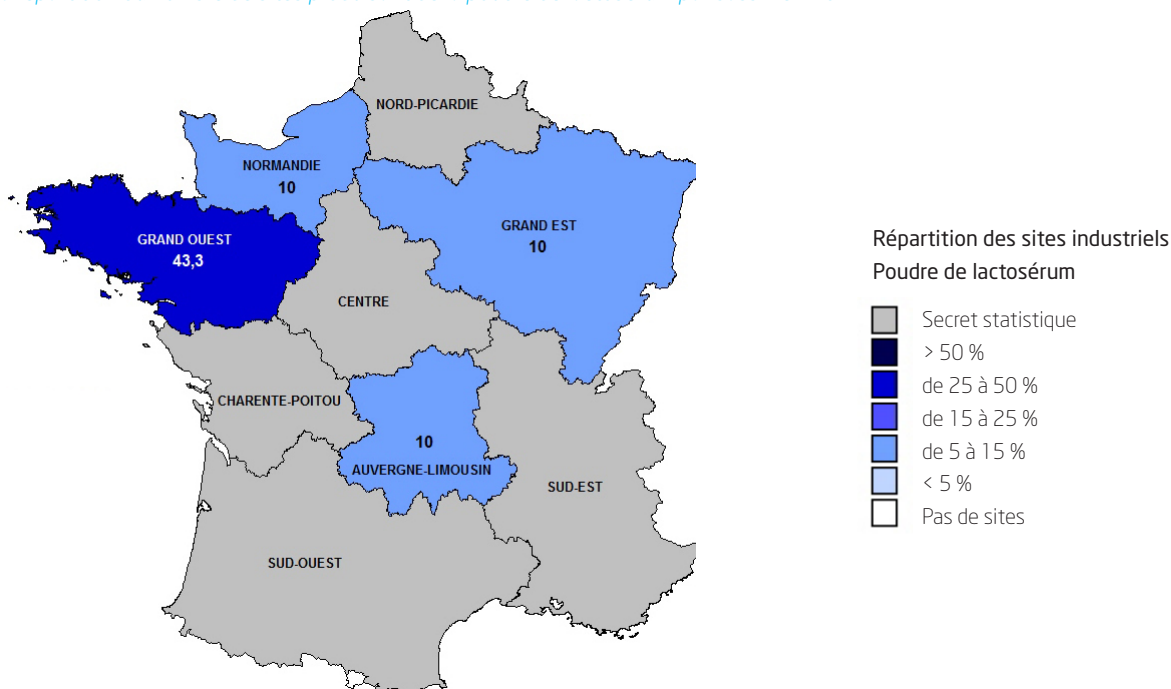 NORD-PICARDIE
NORMANDIE
10
GRAND EST
10
GRAND OUEST
43,3
CENTRE
CHARENTE-POITOU
10
AUVERGNE-LIMOUSIN
SUD-EST
SUD-OUEST
Répartition des sites industriels
Poudre de lactosérum
Secret statistique
> 50 %
de 25 à 50 %
de 15 à 25 %
de 5 à 15 %
< 5 %
Pas de sites